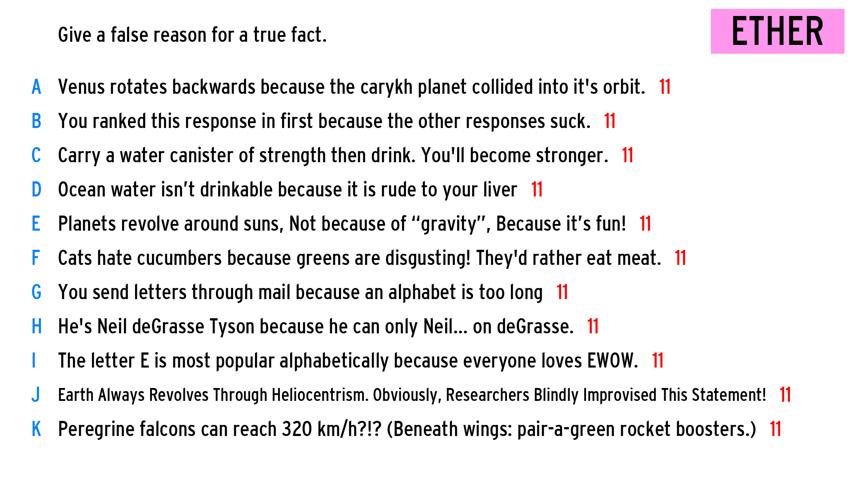 Give a false reason for a true fact.
ETHER
A Venus rotates backwards because the carykh planet collided into it's orbit. 11
B You ranked this response in first because the other responses suck. 11
C Carry a water canister of strength then drink. You'll become stronger. 11
D Ocean water isn’t drinkable because it is rude to your liver 11
E Planets revolve around suns, Not because of “gravity”, Because it’s fun! 11
F Cats hate cucumbers because greens are disgusting! They'd rather eat meat. 11
G You send letters through mail because an alphabet is too long 11
H He's Neil deGrasse Tyson because he can only Neil... on deGrasse. 11
I The letter E is most popular alphabetically because everyone loves EWOW. 11
J Earth Always Revolves Through Heliocentrism. Obviously, Researchers Blindly Improvised This Statement! 11
K Peregrine falcons can reach 320 km/h?!? (Beneath wings: pair-a-green rocket boosters.) 11